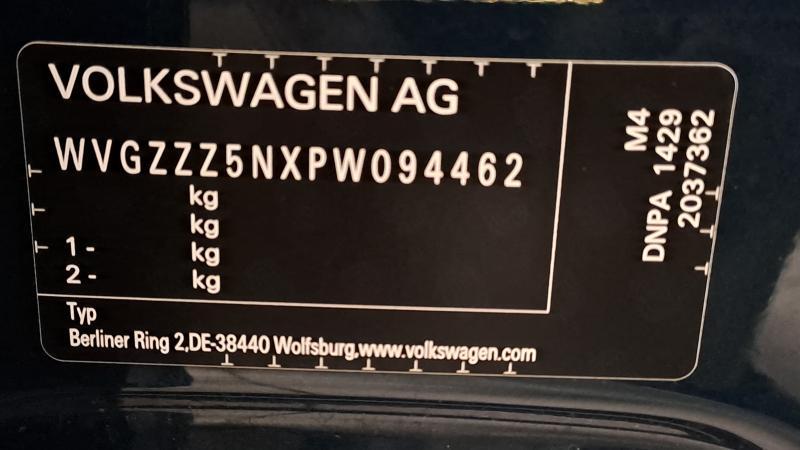 VOLKSWAGEN AG
WVGZZZ5NXPW094462
kg
kg
1 - kg
2 - kg
Typ
Berliner Ring 2,DE-38440 Wolfsburg,www.volkswagen.com
M4
DNPA 1429
2037362